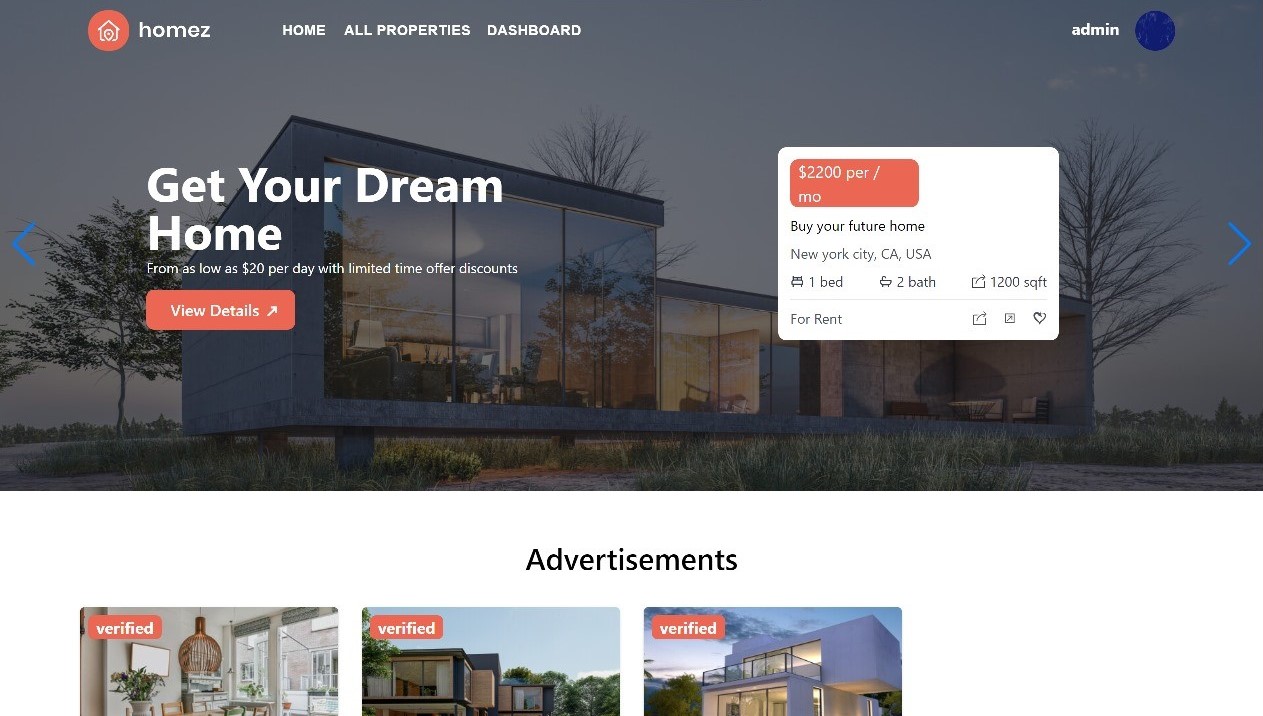 homez
HOME ALL PROPERTIES DASHBOARD
admin
Get Your Dream
Home
From as low as $20 per day with limited time offer discounts
View Details
$2200 per /
mo
Buy your future home
New york city, CA, USA
1 bed 2 bath 1200 sqft
For Rent
Advertisements
verified verified verified